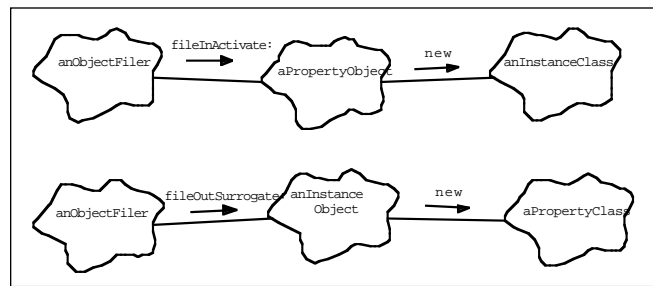 fileInActivate:
new
anObjectFiler
aPropertyObject
anInstanceClass
fileOutSurrogate:
new
anObjectFiler
anInstance
Object
aPropertyClass